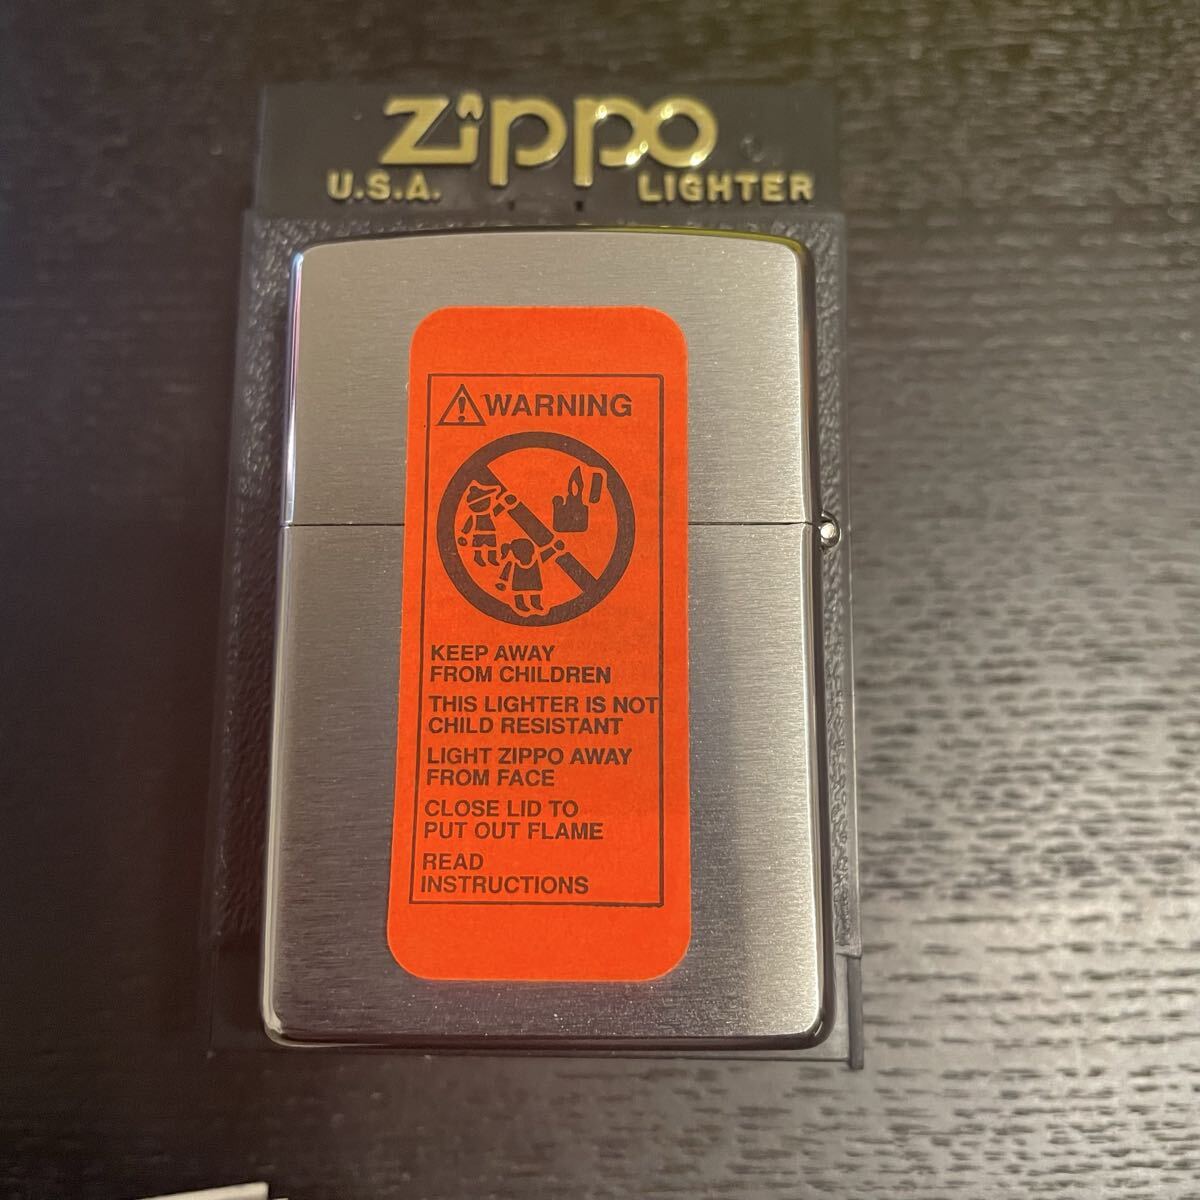 Zippo
U.S.A. LIGHTER
WARNING
KEEP AWAY
FROM CHILDREN
THIS LIGHTER IS NOT
CHILD RESISTANT
LIGHT ZIPPO AWAY
FROM FACE
CLOSE LID TO
PUT OUT FLAME
READ
INSTRUCTIONS